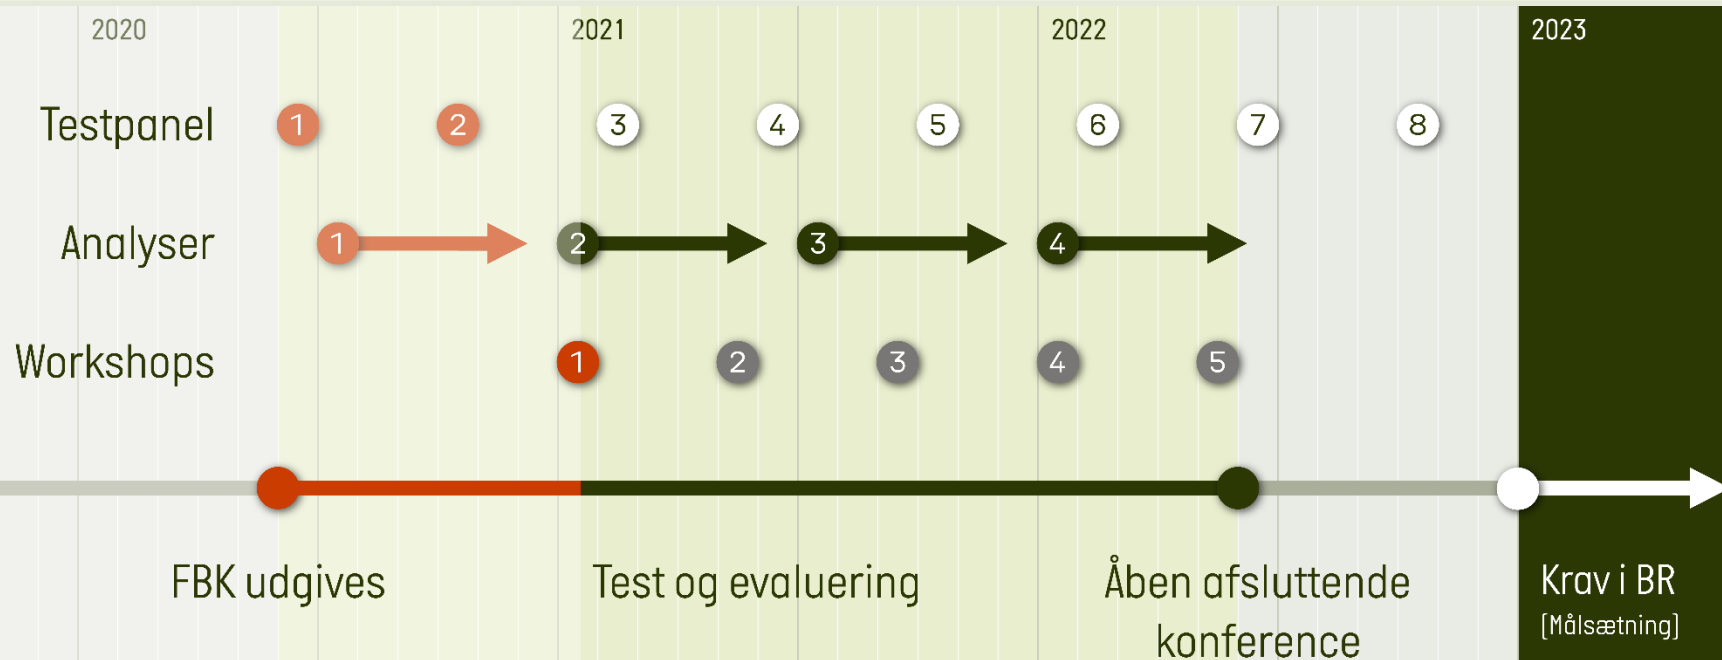 2020 2021 2022 2023
Testpanel 1 2 3 4 5 6 7 8
Analyser 1 2 3 4
Workshops 1 2 3 4 5
FBK udgives Test og evaluering Åben afsluttende Krav i BR
konference [Målsætning]